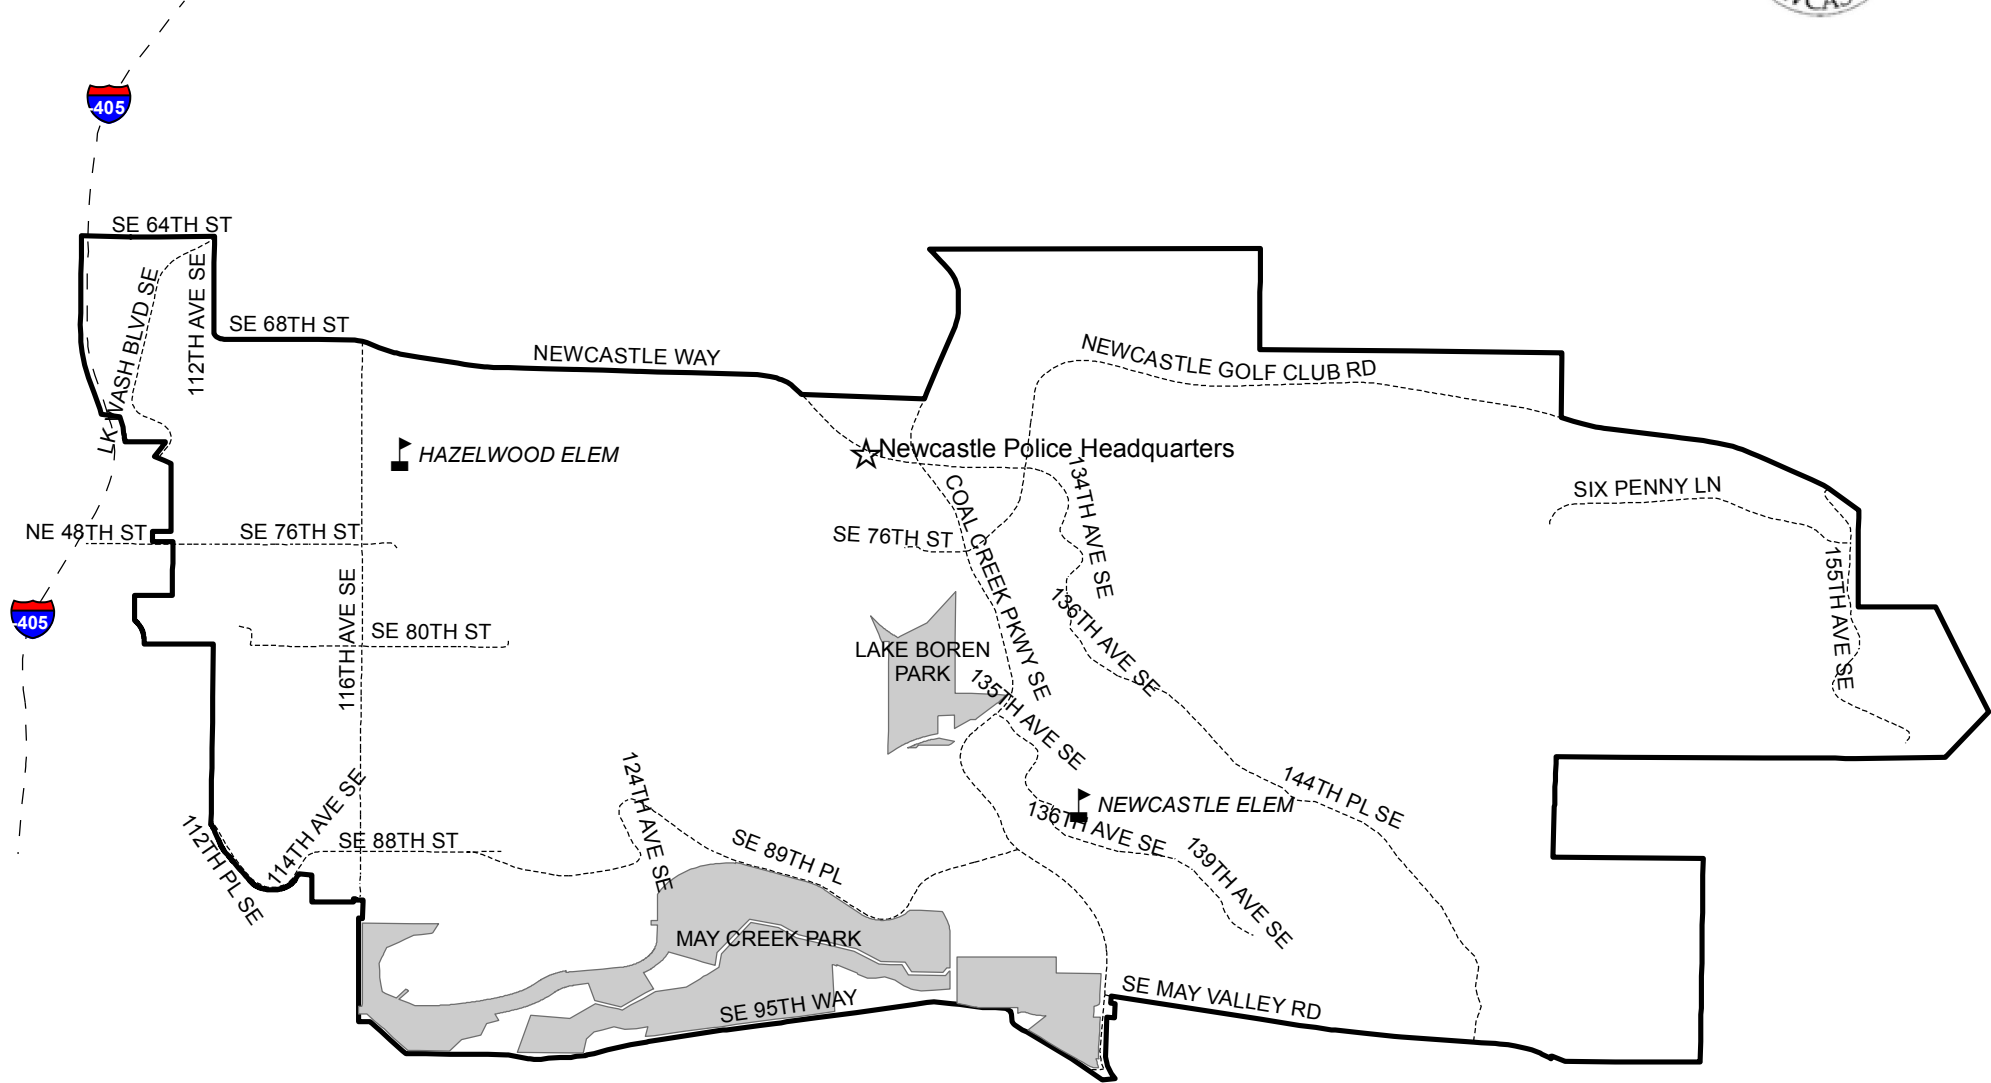 405
SE 64TH ST
LK WASH BLVD SE
112TH AVE SE
SE 68TH ST
NEWCASTLE WAY
NEWCASTLE GOLF CLUB RD
HAZELWOOD ELEM
Newcastle Police Headquarters
134TH AVE SE
COAL CREEK PKWY SE
SIX PENNY LN
NE 48TH ST
SE 76TH ST
SE 76TH ST
155TH AVE SE
116TH AVE SE
136TH AVE SE
405
SE 80TH ST
LAKE BOREN
PARK
135TH AVE SE
124TH AVE SE
114TH AVE SE
144TH PL SE
NEWCASTLE ELEM
136TH AVE SE
112TH PL SE
SE 88TH ST
SE 89TH PL
139TH AVE SE
MAY CREEK PARK
SE 95TH WAY
SE MAY VALLEY RD